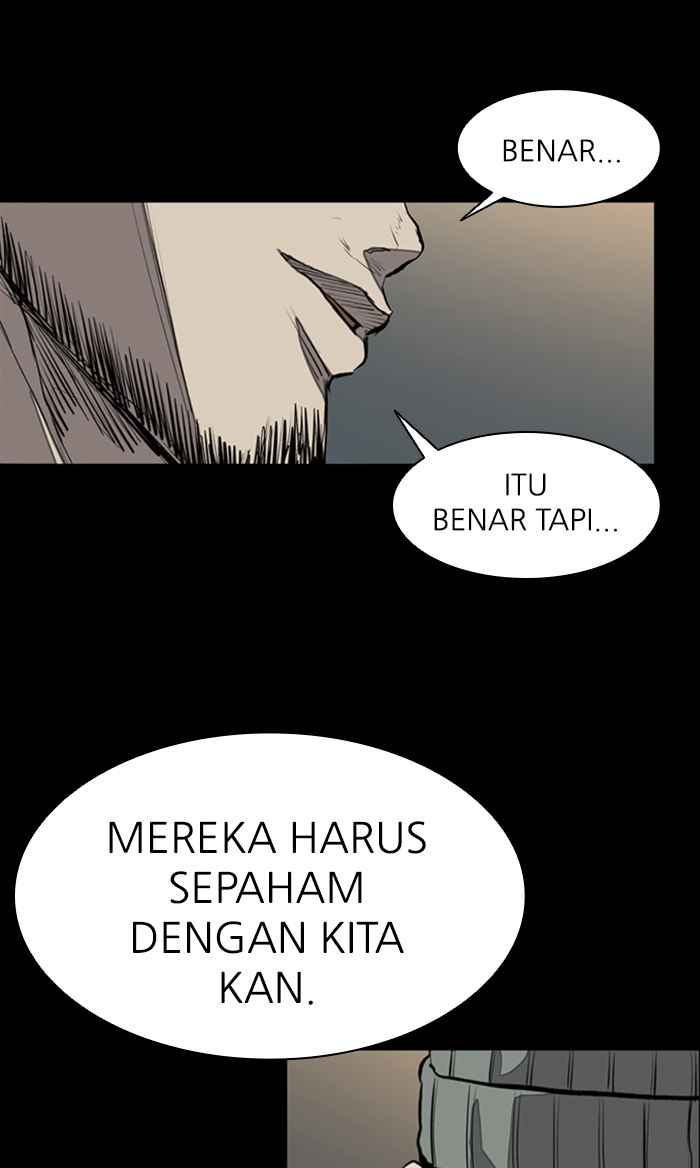 BENAR...
ITU
BENAR TAPI...
MEREKA HARUS
SEPAHAM
DENGAN KITA
KAN.